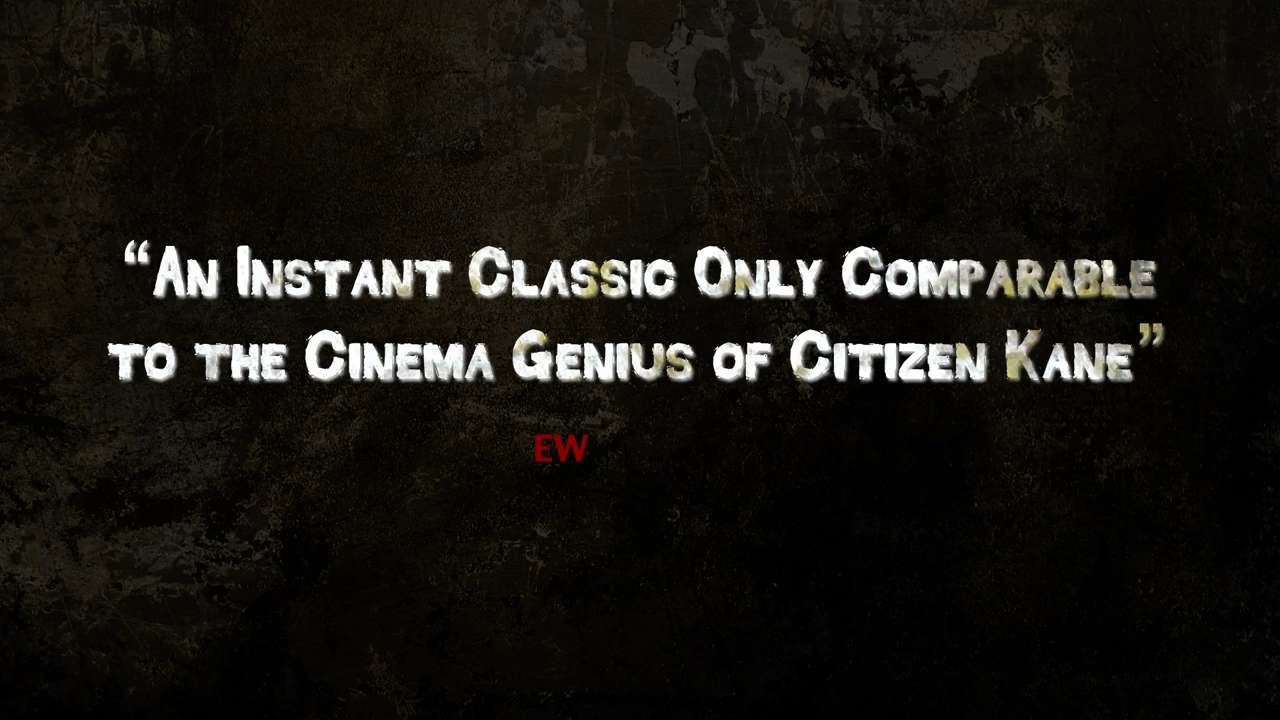 “An Instant Classic Only Comparable
to the Cinema Genius of Citizen Kane”
EW